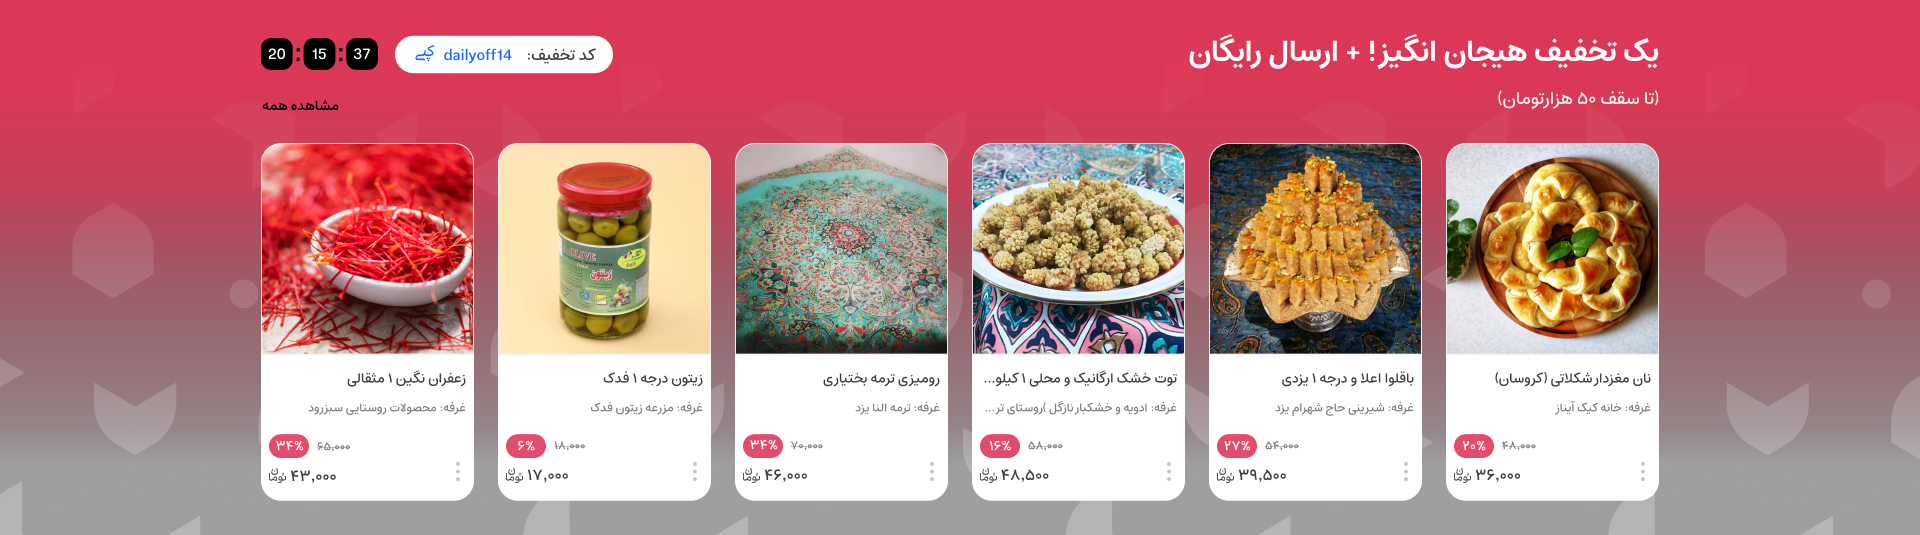 یک تخفیف هیجان انگیز! + ارسال رایگان
(تا سقف ۵۰ هزارتومان)
کد تخفیف: dailyoff14 کپی
20 : 15 : 37
مشاهده همه
نان مغزدار شکلاتی (کروسان)
غرفه: خانه کیک آیناز
۴۸,۰۰۰ ۲۰%
۳۶,۰۰۰ تومان
باقلوا اعلا و درجه ۱ یزدی
غرفه: شیرینی حاج شهرام یزد
۵۴,۰۰۰ ۲۷%
۳۹,۵۰۰ تومان
توت خشک ارگانیک و محلی ۱ کیلو...
غرفه: ادویه و خشکبار نازگل (روستای تر...
۵۸,۰۰۰ ۱۶%
۴۸,۵۰۰ تومان
رومیزی ترمه بختیاری
غرفه: ترمه النا یزد
۷۰,۰۰۰ ۳۴%
۴۶,۰۰۰ تومان
OLIVE
زیتون
زیتون درجه ۱ فدک
غرفه: مزرعه زیتون فدک
۱۸,۰۰۰ ۶%
۱۷,۰۰۰ تومان
زعفران نگین ۱ مثقالی
غرفه: محصولات روستایی سبزرود
۶۵,۰۰۰ ۳۴%
۴۳,۰۰۰ تومان